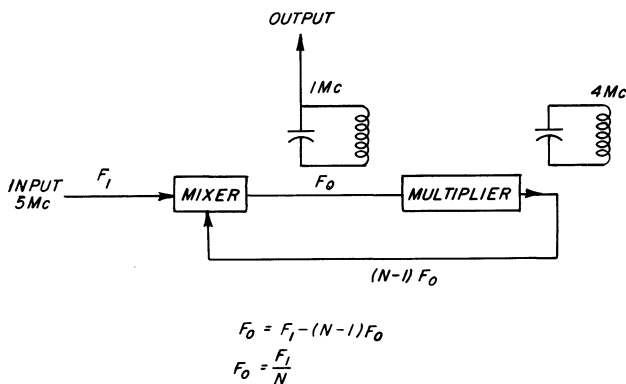 OUTPUT
1Mc
4Mc
INPUT
5Mc
F₁
MIXER
F₀
MULTIPLIER
(N-1) F₀
F₀ = F₁-(N-1)F₀
F₀ = F₁/N